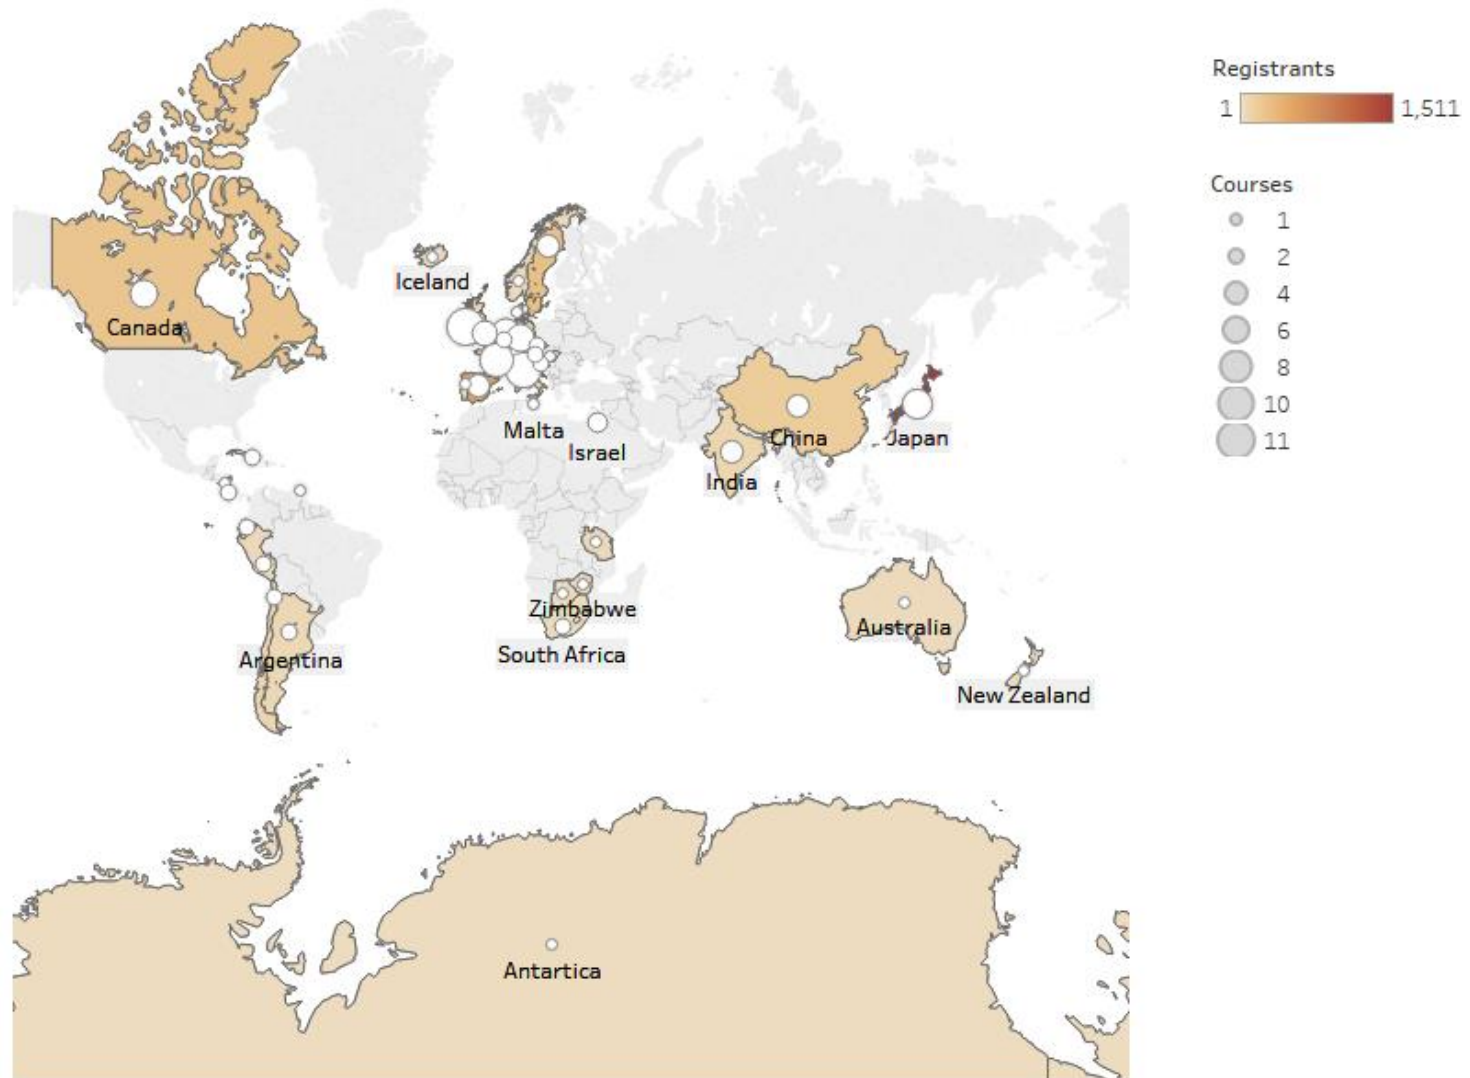 Registrants
1 1,511
Courses
1
2
4
6
8
10
11
Iceland
Canada
Malta
Israel
China
Japan
India
Zimbabwe
Australia
South Africa
Argentina
New Zealand
Antartica